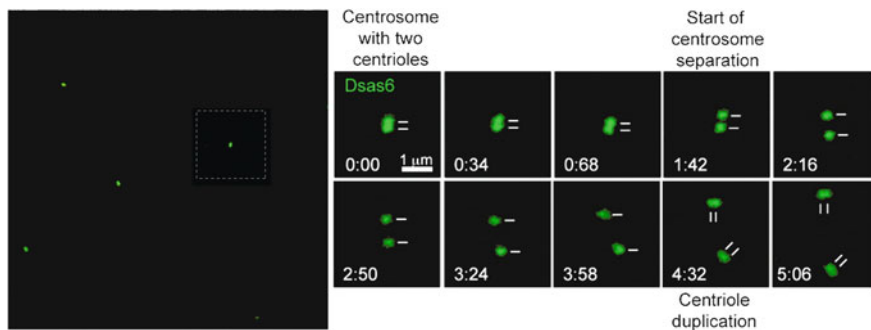 Centrosome
with two
centrioles
Start of
centrosome
separation
Dsas6
0:00
1 μm
0:34
0:68
1:42
2:16
2:50
3:24
3:58
4:32
5:06
Centriole
duplication